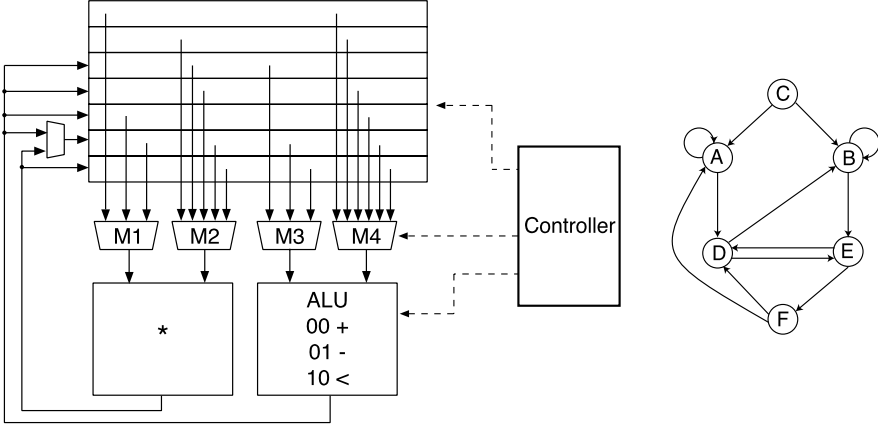 M1
M2
M3
M4
*
ALU
00 +
01 -
10 <
Controller
C
A
B
D
E
F